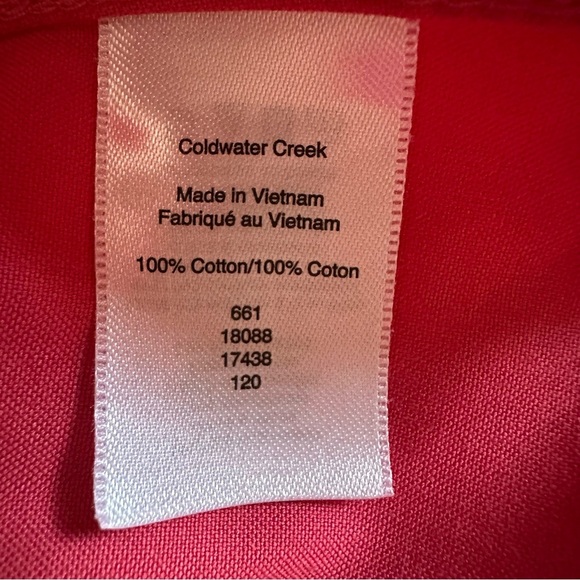 Coldwater Creek
Made in Vietnam
Fabriqué au Vietnam
100% Cotton/100% Coton
661
18088
17438
120